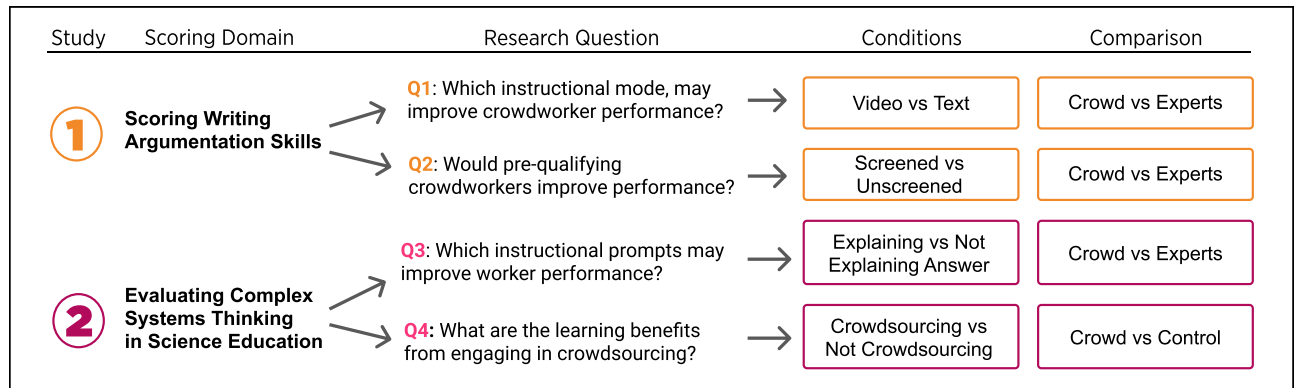 Study Scoring Domain Research Question Conditions Comparison
1
Scoring Writing
Argumentation Skills
Q1: Which instructional mode, may
improve crowdworker performance?
Video vs Text
Crowd vs Experts
Q2: Would pre-qualifying
crowdworkers improve performance?
Screened vs
Unscreened
Crowd vs Experts
2
Evaluating Complex
Systems Thinking
in Science Education
Q3: Which instructional prompts may
improve worker performance?
Explaining vs Not
Explaining Answer
Crowd vs Experts
Q4: What are the learning benefits
from engaging in crowdsourcing?
Crowdsourcing vs
Not Crowdsourcing
Crowd vs Control